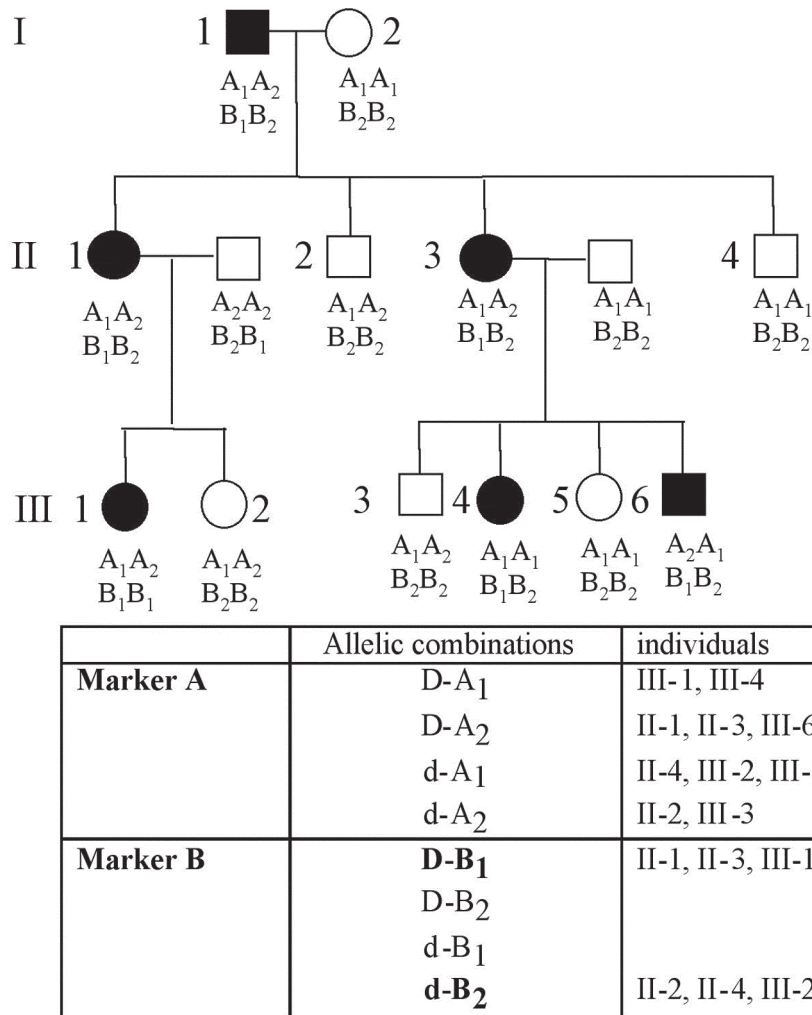 I 1 2
A₁A₂ A₁A₁
B₁B₂ B₂B₂
II 1 2 3 4
A₁A₂ A₂A₂ A₁A₂ A₁A₂ A₁A₁ A₁A₁
B₁B₂ B₂B₁ B₂B₂ B₁B₂ B₂B₂ B₂B₂
III 1 2 3 4 5 6
A₁A₂ A₁A₂ A₁A₂ A₁A₁ A₁A₁ A₂A₁
B₁B₁ B₂B₂ B₂B₂ B₁B₂ B₂B₂ B₁B₂
Allelic combinations individuals
Marker A D-A₁ III-1, III-4
D-A₂ II-1, II-3, III-6
d-A₁ II-4, III-2, III-
d-A₂ II-2, III-3
Marker B D-B₁ II-1, II-3, III-1
D-B₂
d-B₁
d-B₂ II-2, II-4, III-2